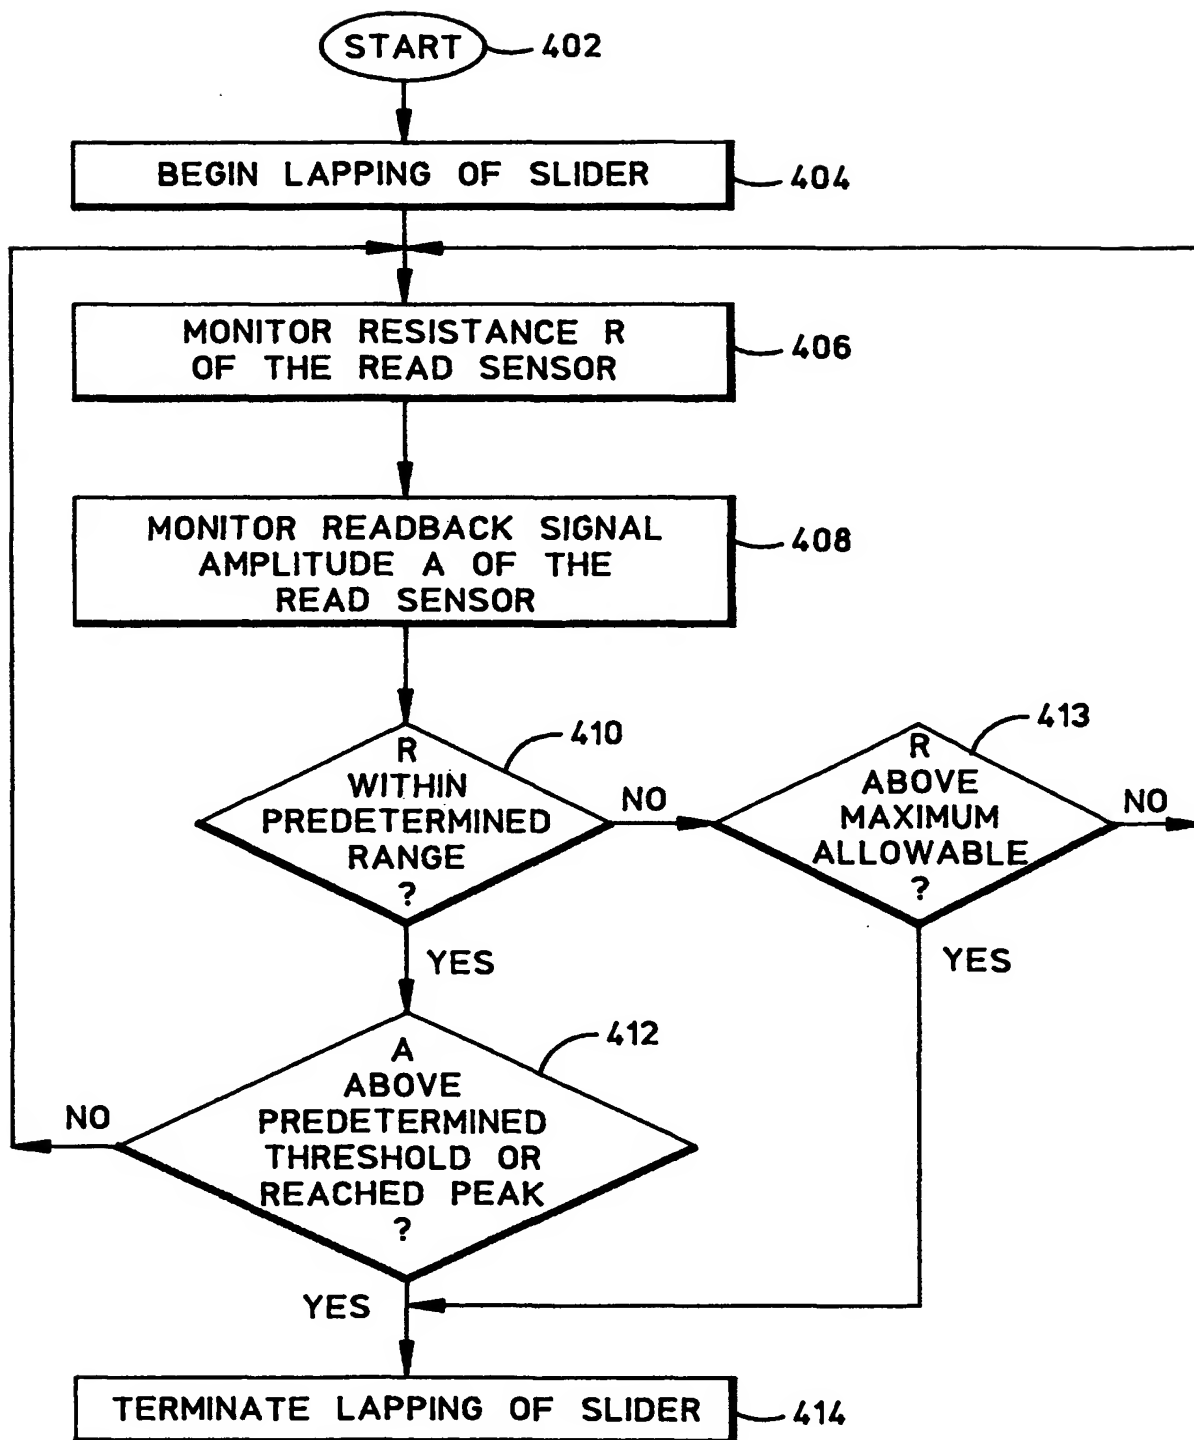 START
402
BEGIN LAPPING OF SLIDER
404
MONITOR RESISTANCE R
OF THE READ SENSOR
406
MONITOR READBACK SIGNAL
AMPLITUDE A OF THE
READ SENSOR
408
R
WITHIN
PREDETERMINED
RANGE
?
410
NO
YES
R
ABOVE
MAXIMUM
ALLOWABLE
?
413
NO
YES
A
ABOVE
PREDETERMINED
THRESHOLD OR
REACHED PEAK
?
412
NO
YES
TERMINATE LAPPING OF SLIDER
414